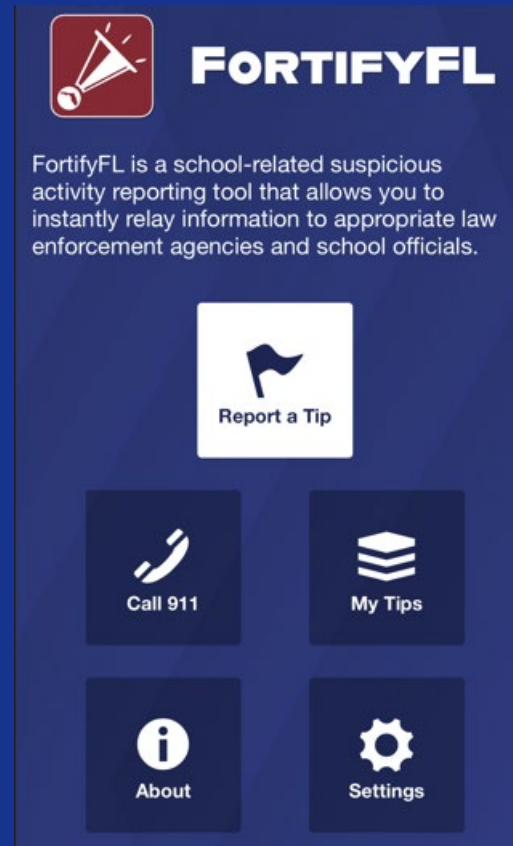 FORTIFYFL
FortifyFL is a school-related suspicious
activity reporting tool that allows you to
instantly relay information to appropriate law
enforcement agencies and school officials.
Report a Tip
Call 911
My Tips
About
Settings